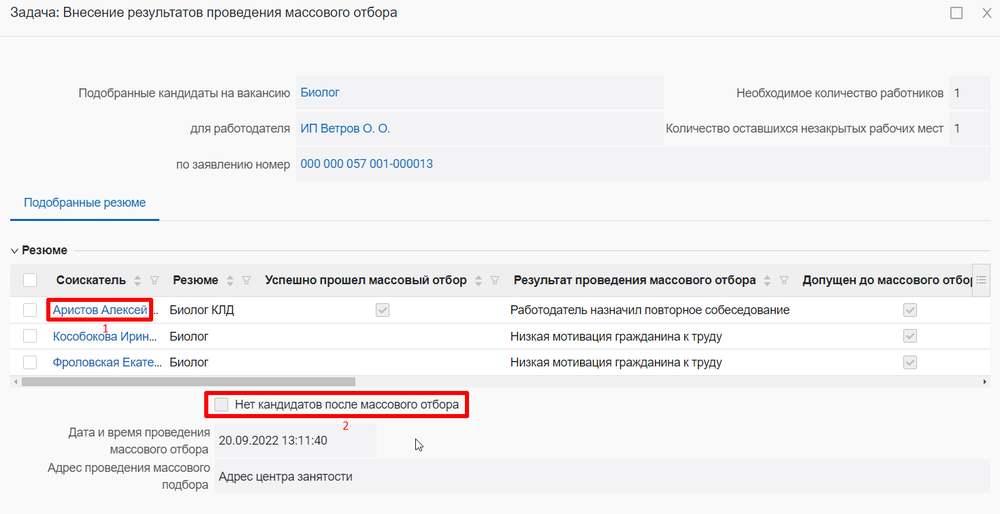 Задача: Внесение результатов проведения массового отбора
Подобранные кандидаты на вакансию Биолог Необходимое количество работников 1
для работодателя ИП Ветров О. О. Количество оставшихся незакрытых рабочих мест 1
по заявлению номер 000 000 057 001-000013
Подобранные резюме
Резюме
Соискатель Резюме Успешно прошел массовый отбор Результат проведения массового отбора Допущен до массового отбор
Аристов Алексей ... Биолог КЛД Работодатель назначил повторное собеседование
1
Кособокова Ирин... Биолог Низкая мотивация гражданина к труду
Фроловская Екате... Биолог Низкая мотивация гражданина к труду
Нет кандидатов после массового отбора
2
Дата и время проведения
массового отбора
20.09.2022 13:11:40
Адрес проведения массового
подбора
Адрес центра занятости